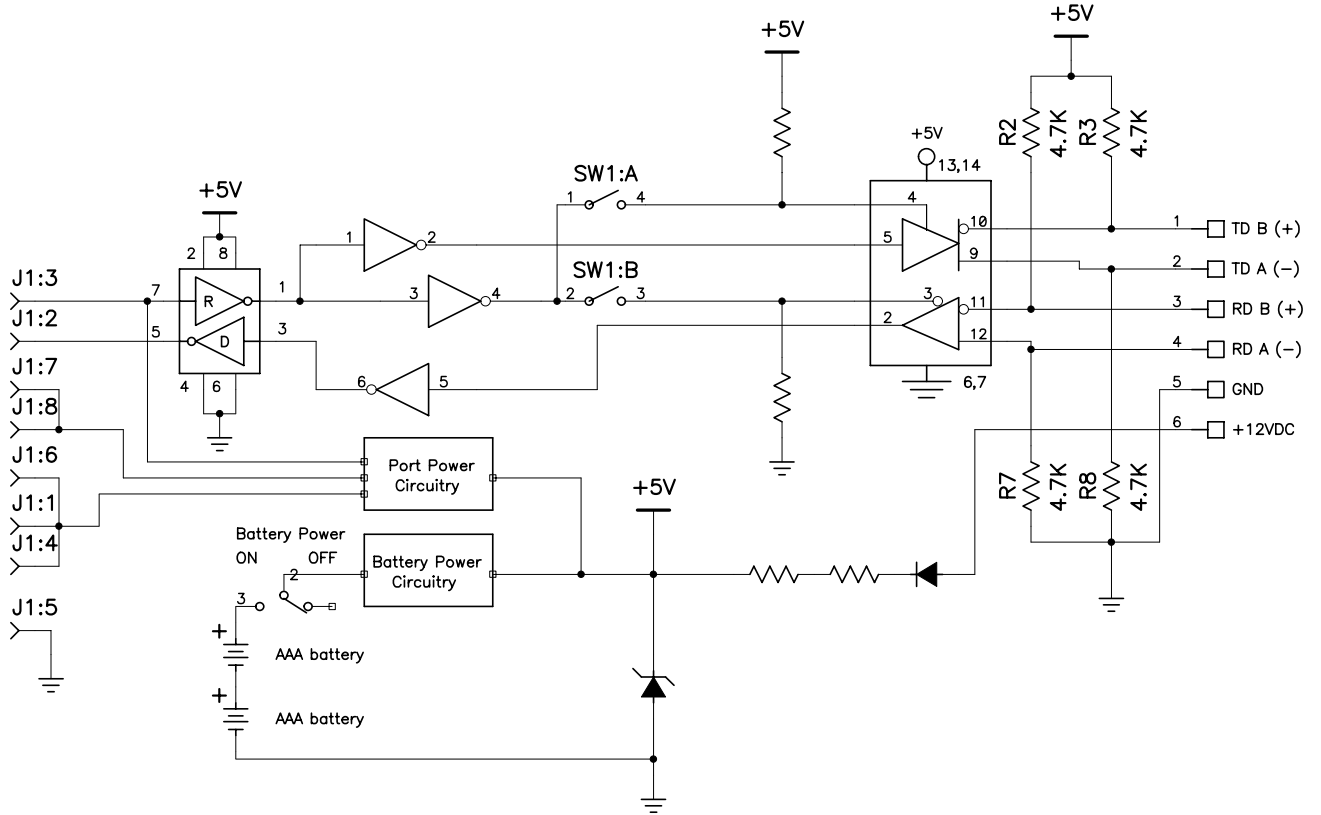 +5V
+5V
R2
4.7K
R3
4.7K
+5V
13,14
SW1:A
1
4
4
+5V
2
8
1
2
5
10
1
TD B (+)
9
2
TD A (-)
J1:3
7
R
1
3
4
SW1:B
2
3
3
11
3
RD B (+)
J1:2
5
D
3
2
12
4
RD A (-)
J1:7
4
6
6
5
6,7
5
GND
J1:8
6
+12VDC
J1:6
Port Power
Circuitry
R7
4.7K
R8
4.7K
J1:1
+5V
J1:4
Battery Power
ON
OFF
2
Battery Power
Circuitry
J1:5
3
+
AAA battery
+
AAA battery